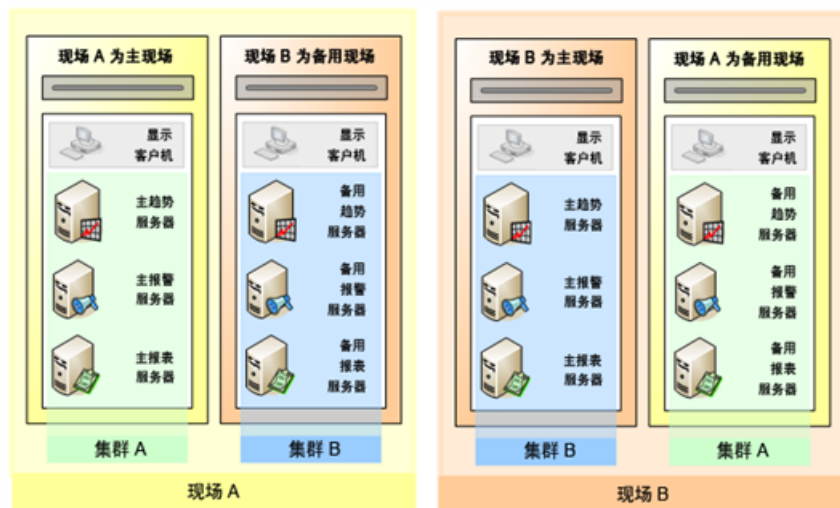 现场 A 为主现场
显示
客户机
主趋势
服务器
主报警
服务器
主报表
服务器
集群 A
现场 B 为备用现场
显示
客户机
备用
趋势
服务器
备用
报警
服务器
备用
报表
服务器
集群 B
现场 A
现场 B 为主现场
显示
客户机
主趋势
服务器
主报警
服务器
主报表
服务器
集群 B
现场 A 为备用现场
显示
客户机
备用
趋势
服务器
备用
报警
服务器
备用
报表
服务器
集群 A
现场 B